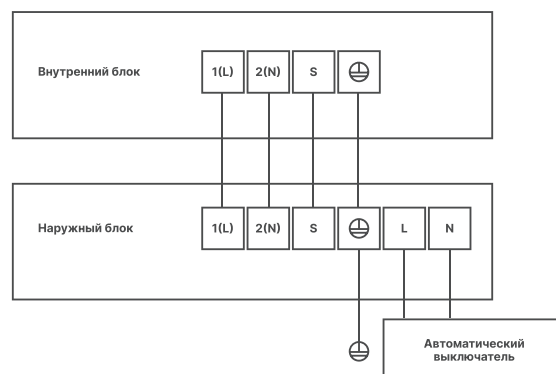 Внутренний блок
1(L) 2(N) S
Наружный блок
1(L) 2(N) S L N
Автоматический
выключатель